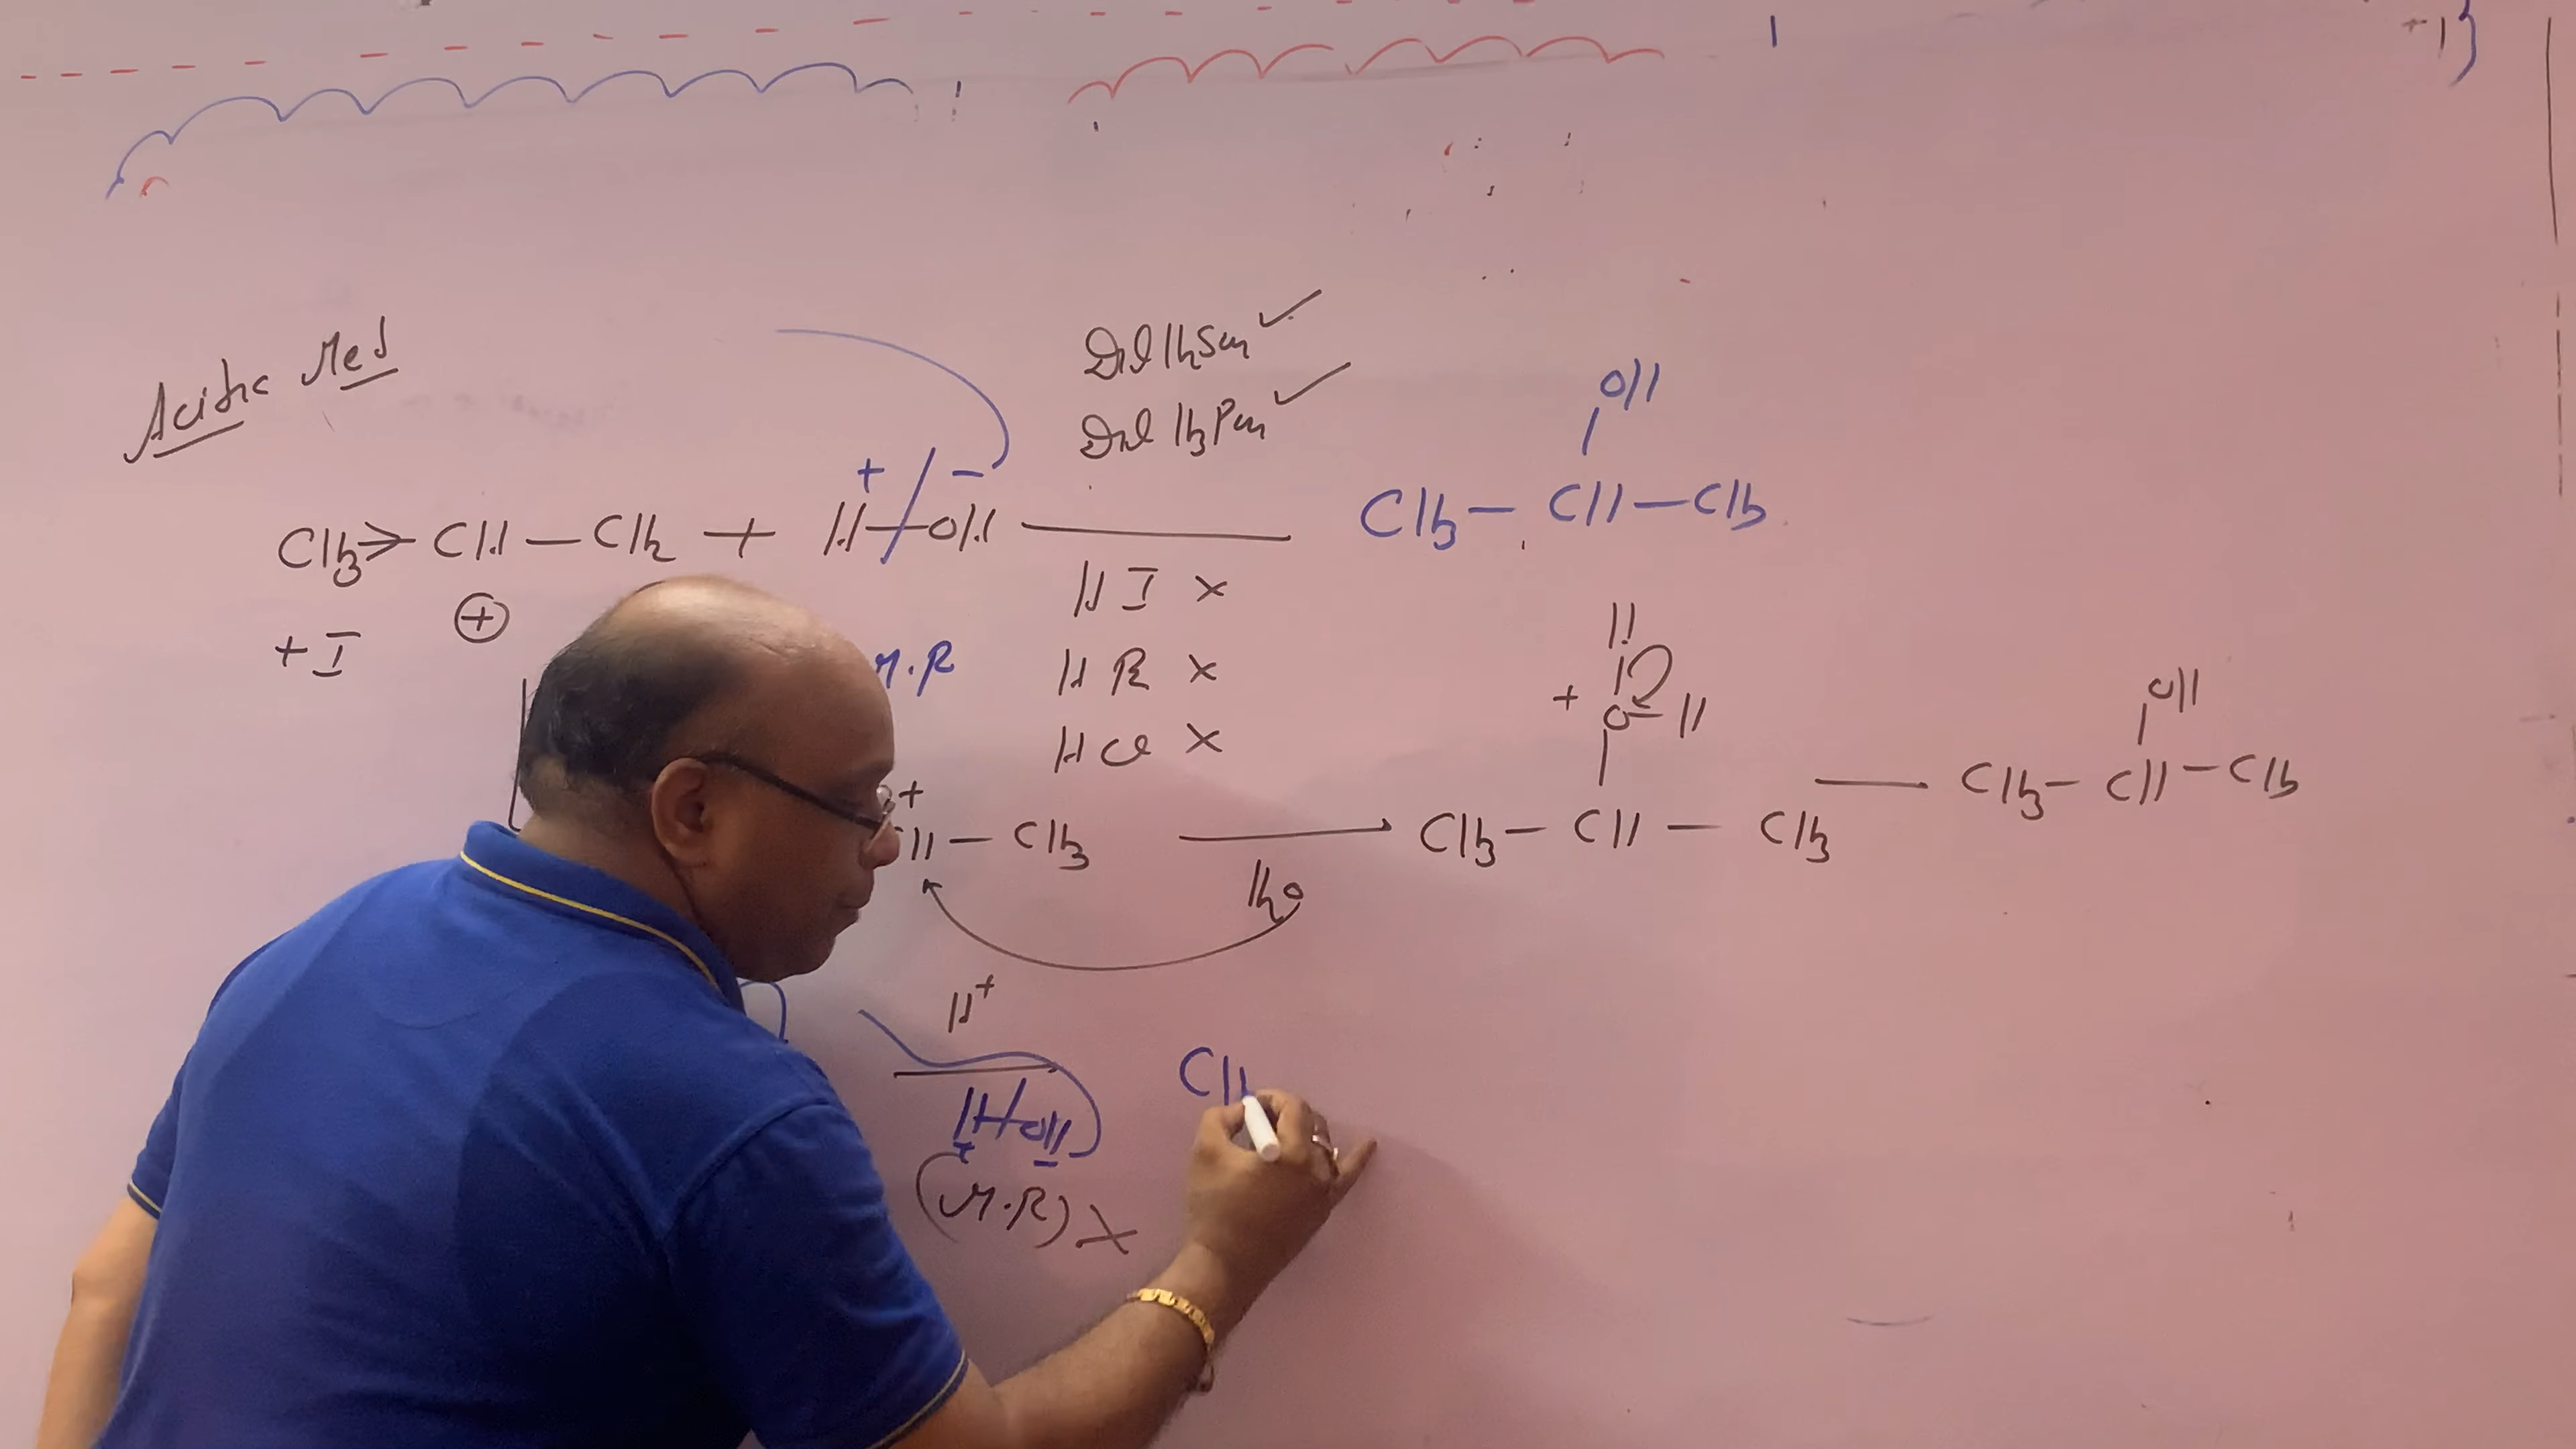 +1}
Acidic Med
Dil H2SO4 ✓
Dil H3PO4 ✓
OH
|
CH3 — CH — CH3
+ −
CH3 > CH — CH2 + H — OH ———
+I ⊕
HI ×
M.R
HBr ×
HCl ×
H
|
+ O — H
|
CH3 — CH — CH3 ———
OH
|
CH3 — CH — CH3
+
CH — CH3 ⟶
H2O
H+
H—OH
+ −
(M.R) ×
CH